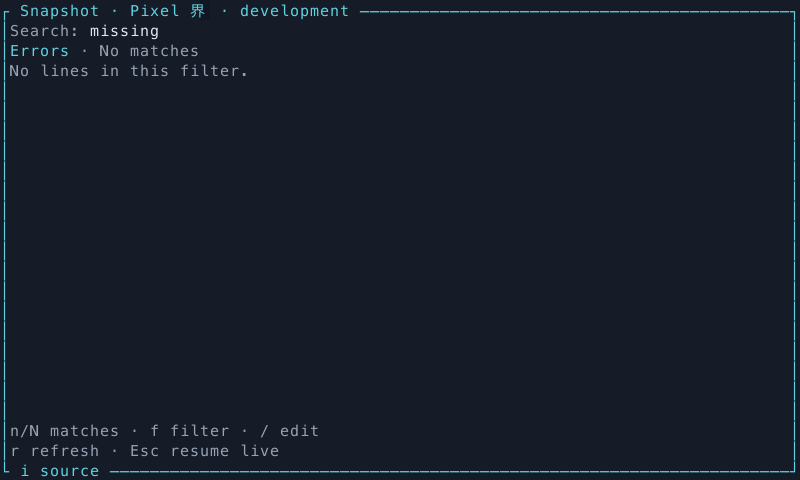 Snapshot · Pixel 界 · development
Search: missing
Errors · No matches
No lines in this filter.
n/N matches · f filter · / edit
r refresh · Esc resume live
i source